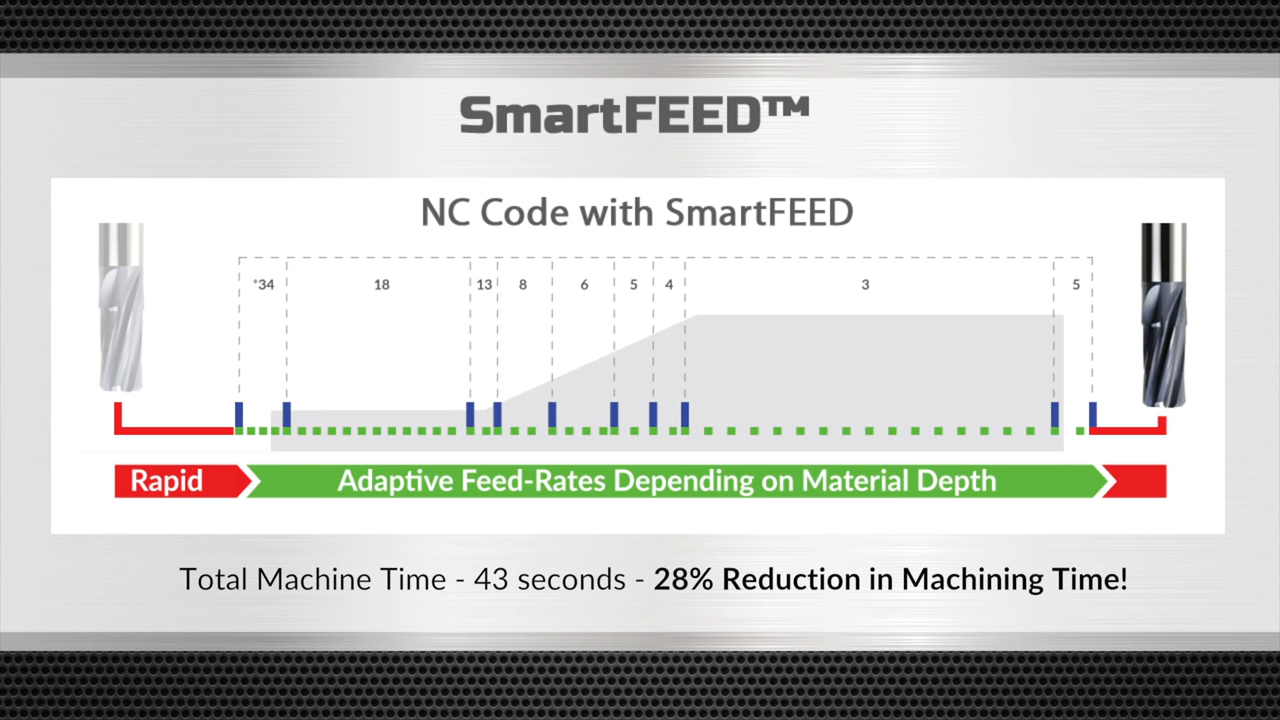 SmartFEED™
NC Code with SmartFEED
*34 18 13 8 6 5 4 3 5
Rapid Adaptive Feed-Rates Depending on Material Depth
Total Machine Time - 43 seconds - 28% Reduction in Machining Time!